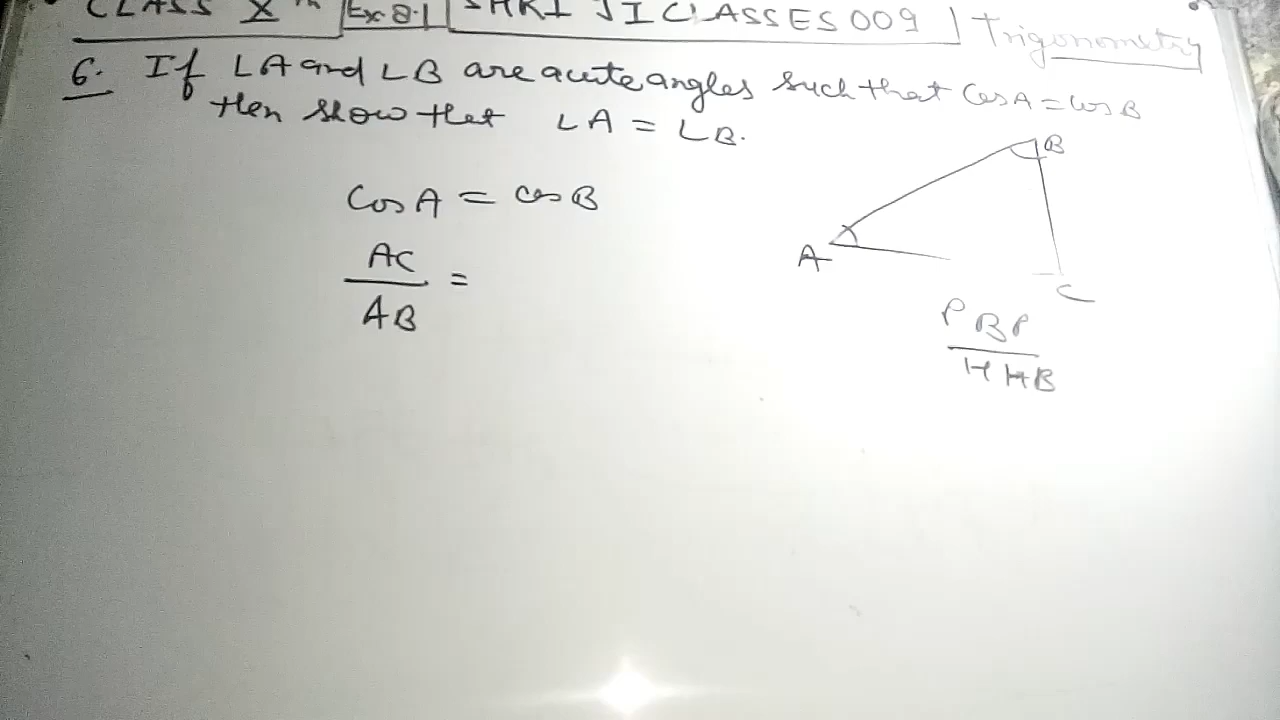 CLASS Xth Ex 8.1 SHRI JI CLASSES 009 Trigonometry
6. If ∠A and ∠B are acute angles such that Cos A = Cos B
then show that ∠A = ∠B.
B
Cos A = cos B
A
AC
AB
=
C
P B P
H H B